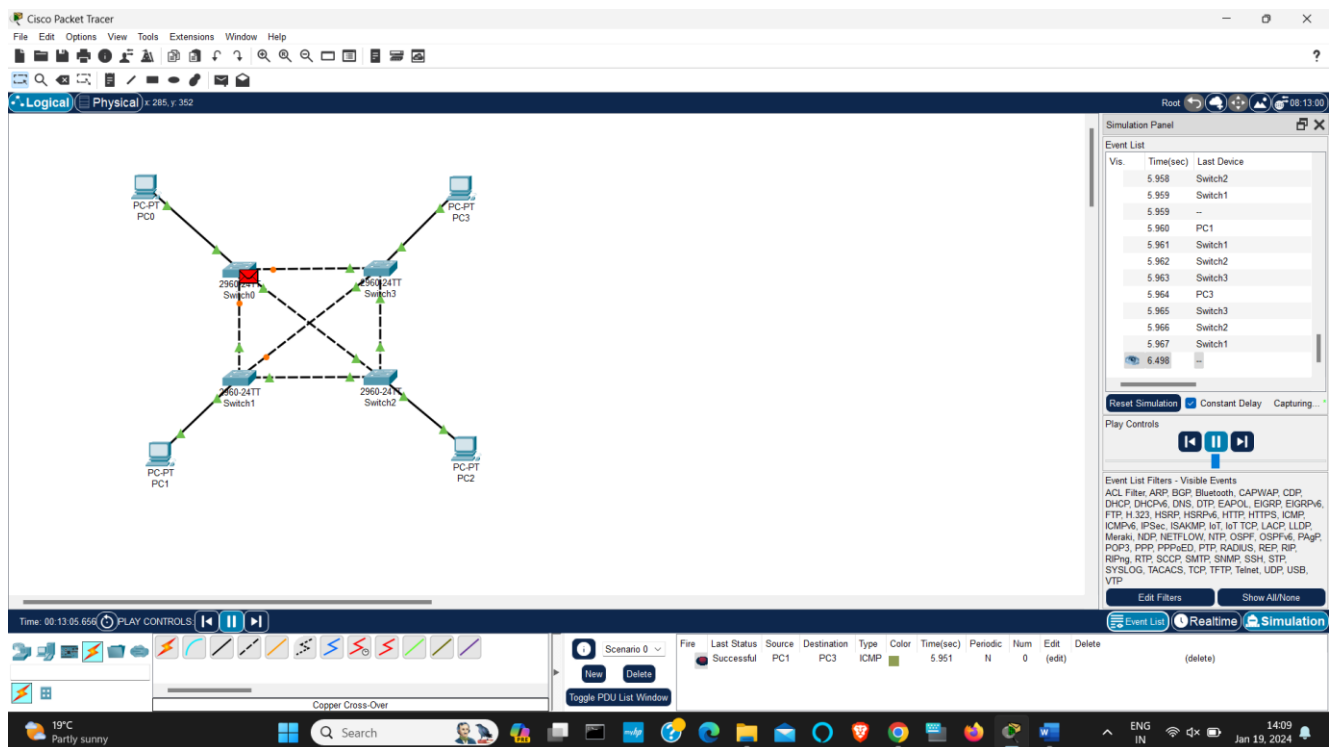 Cisco Packet Tracer
File Edit Options View Tools Extensions Window Help
?
Logical Physical x: 285, y: 352
Root 08:13:00
PC-PT
PC0
PC-PT
PC3
2960-24TT
Switch0
2960-24TT
Switch3
2960-24TT
Switch1
2960-24TT
Switch2
PC-PT
PC1
PC-PT
PC2
Simulation Panel
Event List
Vis. Time(sec) Last Device
5.958 Switch2
5.959 Switch1
5.959 --
5.960 PC1
5.961 Switch1
5.962 Switch2
5.963 Switch3
5.964 PC3
5.965 Switch3
5.966 Switch2
5.967 Switch1
6.498 --
Reset Simulation Constant Delay Capturing...
Play Controls
Event List Filters - Visible Events
ACL Filter, ARP, BGP, Bluetooth, CAPWAP, CDP,
DHCP, DHCPv6, DNS, DTP, EAPOL, EIGRP, EIGRPv6,
FTP, H.323, HSRP, HSRPv6, HTTP, HTTPS, ICMP,
ICMPv6, IPSec, ISAKMP, IoT, IoT TCP, LACP, LLDP,
Meraki, NDP, NETFLOW, NTP, OSPF, OSPFv6, PAgP,
POP3, PPP, PPPoED, PTP, RADIUS, REP, RIP,
RIPng, RTP, SCCP, SMTP, SNMP, SSH, STP,
SYSLOG, TACACS, TCP, TFTP, Telnet, UDP, USB,
VTP
Edit Filters Show All/None
Time: 00:13:05.656 PLAY CONTROLS:
Event List Realtime Simulation
Scenario 0
New Delete
Toggle PDU List Window
Fire Last Status Source Destination Type Color Time(sec) Periodic Num Edit Delete
Successful PC1 PC3 ICMP 5.951 N 0 (edit) (delete)
Copper Cross-Over
19°C
Partly sunny
Search
ENG
IN
14:09
Jan 19, 2024